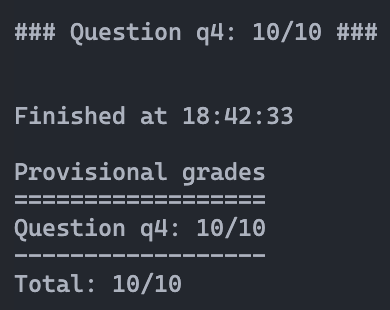 ### Question q4: 10/10 ###
Finished at 18:42:33
Provisional grades
==================
Question q4: 10/10
------------------
Total: 10/10